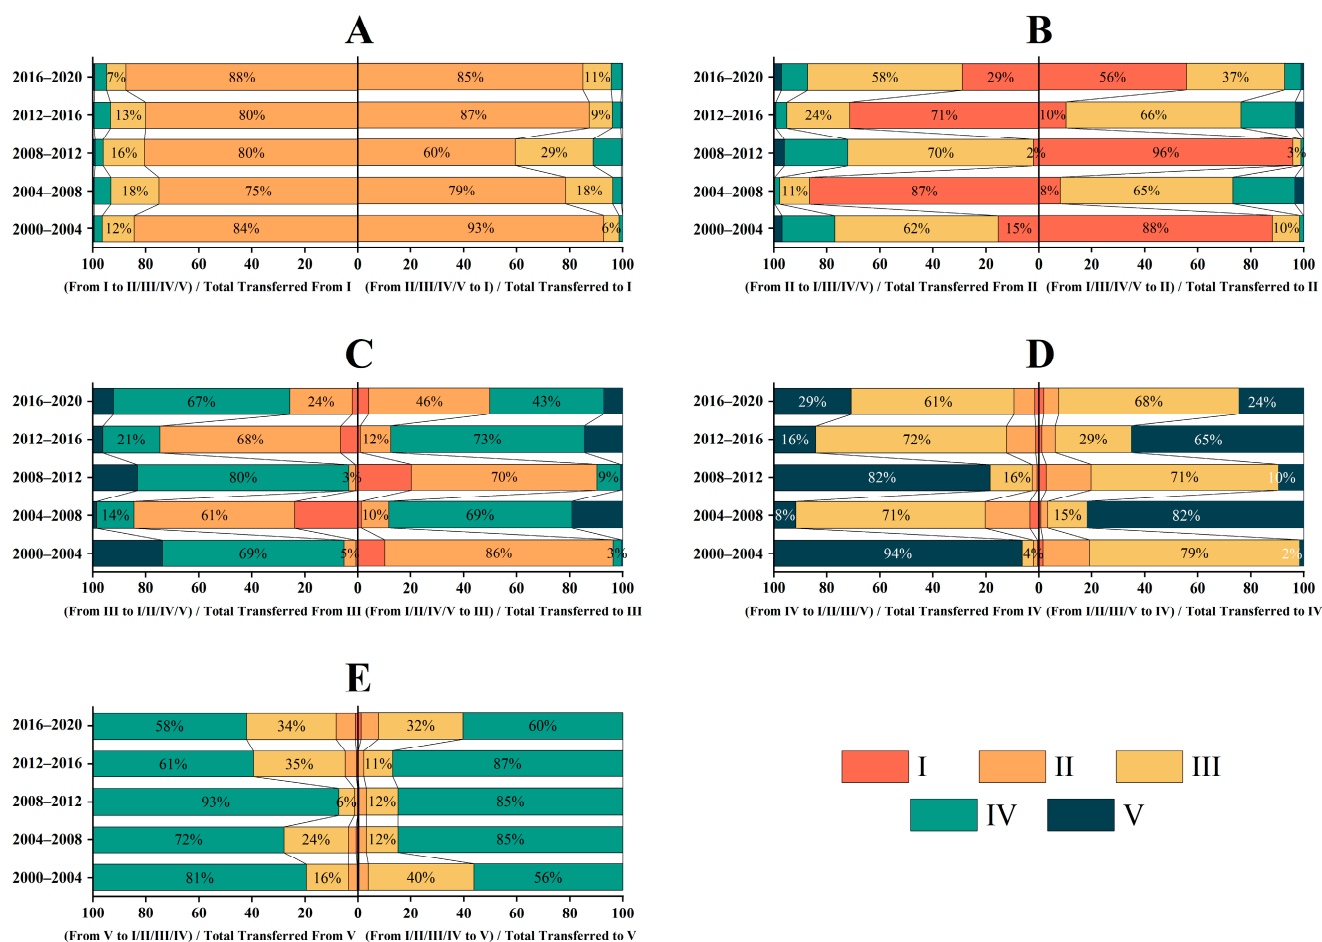 A
B
2016–2020 7% 88% 85% 11%
2012–2016 13% 80% 87% 9%
2008–2012 16% 80% 60% 29%
2004–2008 18% 75% 79% 18%
2000–2004 12% 84% 93% 6%
100 80 60 40 20 0 20 40 60 80 100
(From I to II/III/IV/V) / Total Transferred From I (From II/III/IV/V to I) / Total Transferred to I
2016–2020 58% 29% 56% 37%
2012–2016 24% 71% 10% 66%
2008–2012 70% 2% 96% 3%
2004–2008 11% 87% 8% 65%
2000–2004 62% 15% 88% 10%
100 80 60 40 20 0 20 40 60 80 100
(From II to I/III/IV/V) / Total Transferred From II (From I/III/IV/V to II) / Total Transferred to II
C
D
2016–2020 67% 24% 46% 43%
2012–2016 21% 68% 12% 73%
2008–2012 80% 3% 70% 9%
2004–2008 14% 61% 10% 69%
2000–2004 69% 5% 86% 3%
100 80 60 40 20 0 20 40 60 80 100
(From III to I/II/IV/V) / Total Transferred From III (From I/II/IV/V to III) / Total Transferred to III
2016–2020 29% 61% 68% 24%
2012–2016 16% 72% 29% 65%
2008–2012 82% 16% 71% 10%
2004–2008 8% 71% 15% 82%
2000–2004 94% 4% 79% 2%
100 80 60 40 20 0 20 40 60 80 100
(From IV to I/II/III/V) / Total Transferred From IV (From I/II/III/V to IV) / Total Transferred to IV
E
2016–2020 58% 34% 32% 60%
2012–2016 61% 35% 11% 87%
2008–2012 93% 6% 12% 85%
2004–2008 72% 24% 12% 85%
2000–2004 81% 16% 40% 56%
100 80 60 40 20 0 20 40 60 80 100
(From V to I/II/III/IV) / Total Transferred From V (From I/II/III/IV to V) / Total Transferred to V
I II III
IV V